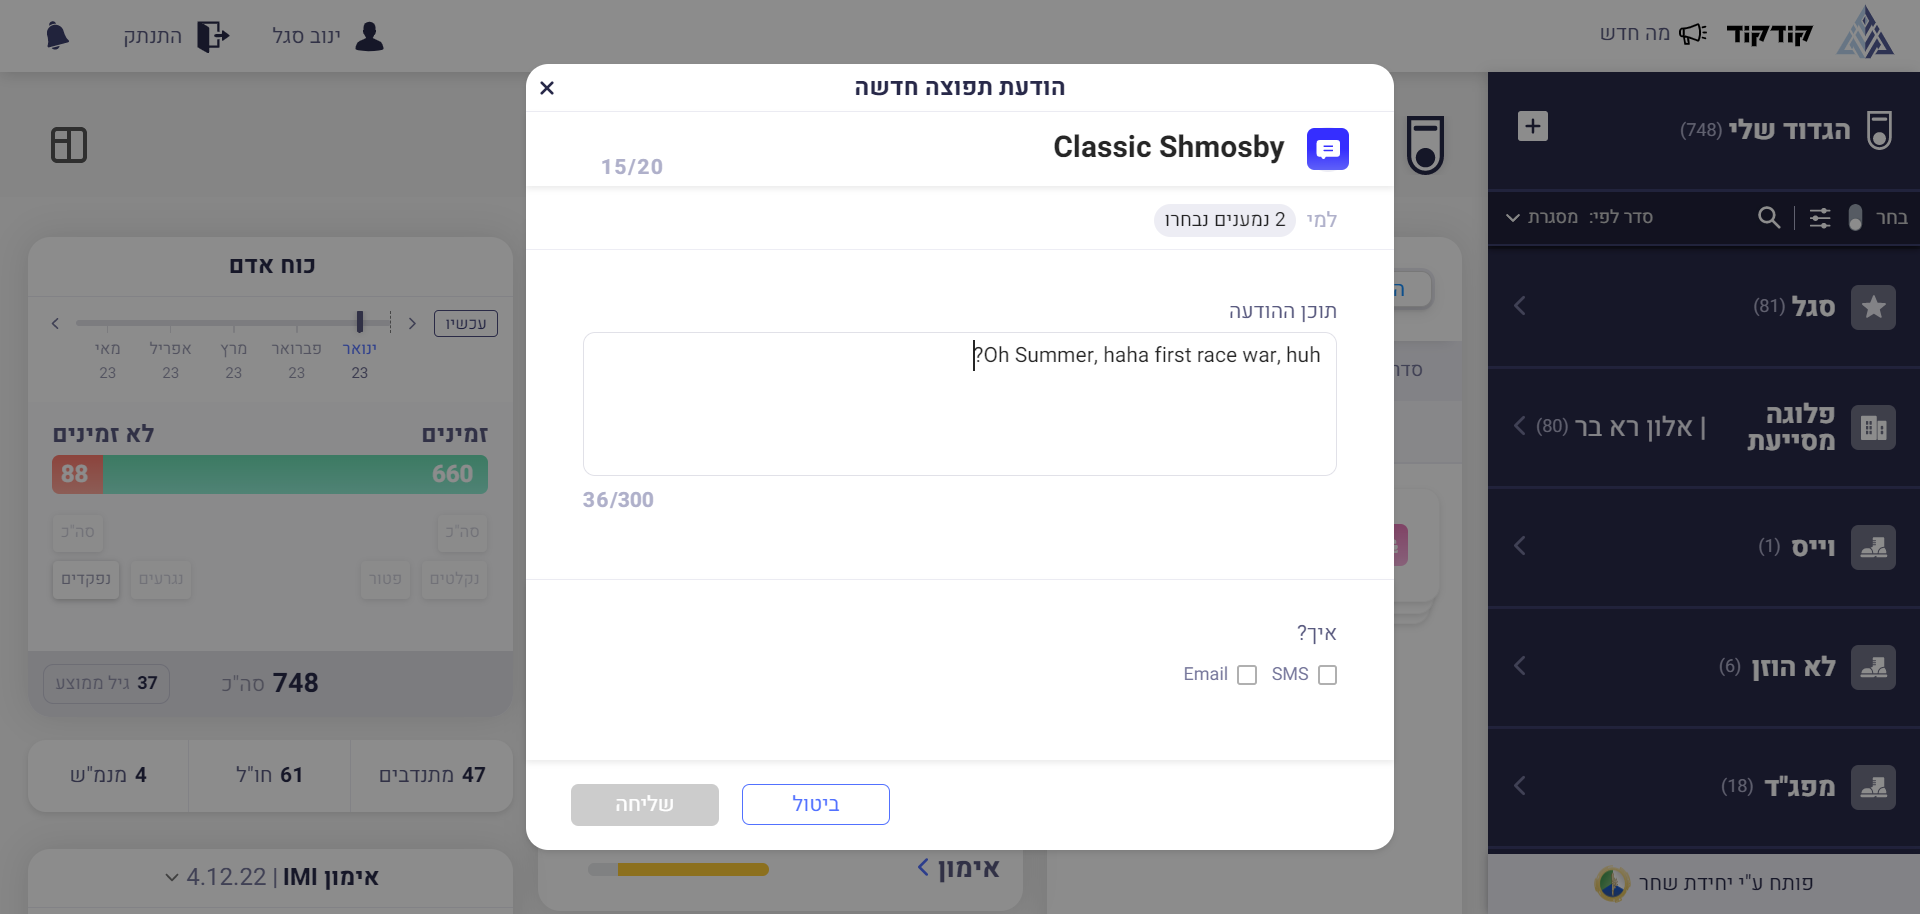 קודקוד
מה חדש
ינוב סגל
התנתק
הגדוד שלי (748)
בחר
סדר לפי: מסגרת
סגל (81)
פלוגה מסייעת | אלון רא בר (80)
וייס (1)
לא הוזן (6)
מפג"ד (18)
פותח ע"י יחידת שחר
הודעת תפוצה חדשה
Classic Shmosby
15/20
למי
2 נמענים נבחרו
תוכן ההודעה
Oh Summer, haha first race war, huh?
36/300
איך?
SMS
Email
ביטול
שליחה
אימון
כוח אדם
עכשיו
ינואר פברואר מרץ אפריל מאי
23 23 23 23 23
זמינים
לא זמינים
660
88
סה"כ
סה"כ
נקלטים
פטור
נגרעים
נפקדים
748 סה"כ
37 גיל ממוצע
47 מתנדבים
61 חו"ל
4 מנמ"ש
אימון IMI | 4.12.22